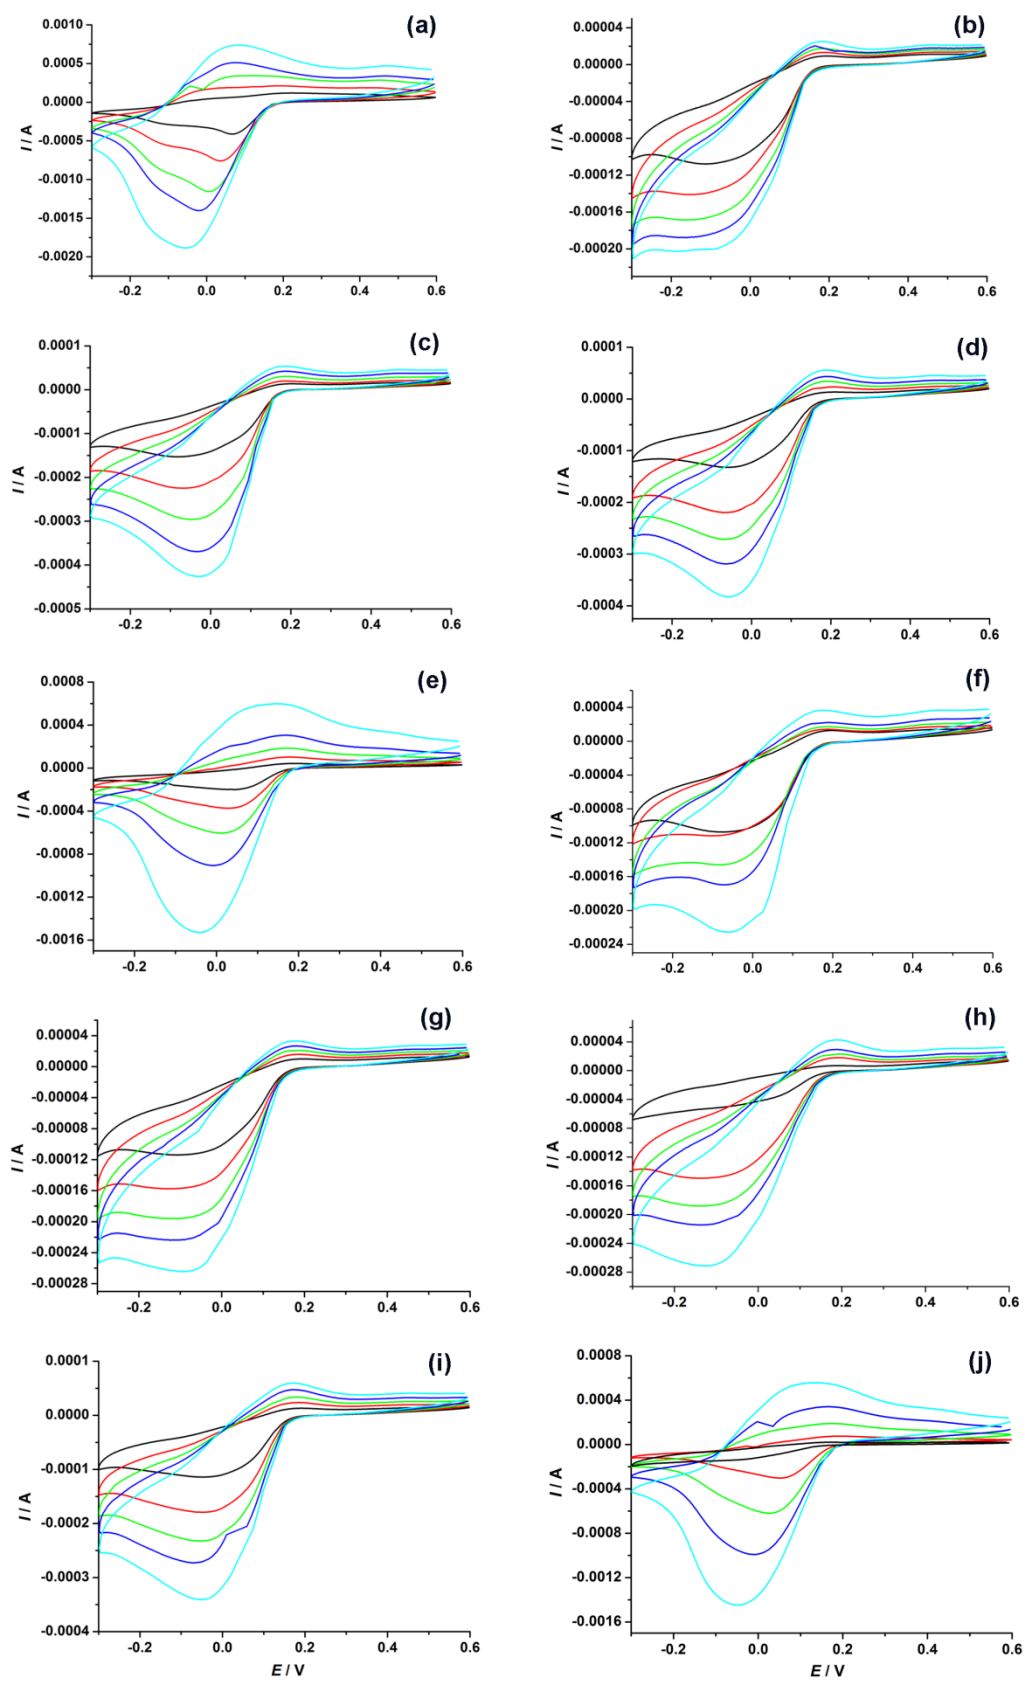 (a)
0.0010
0.0005
0.0000
-0.0005
-0.0010
-0.0015
-0.0020
I / A
-0.2 0.0 0.2 0.4 0.6
(b)
0.00004
0.00000
-0.00004
-0.00008
-0.00012
-0.00016
-0.00020
I / A
-0.2 0.0 0.2 0.4 0.6
(c)
0.0001
0.0000
-0.0001
-0.0002
-0.0003
-0.0004
-0.0005
I / A
-0.2 0.0 0.2 0.4 0.6
(d)
0.0001
0.0000
-0.0001
-0.0002
-0.0003
-0.0004
I / A
-0.2 0.0 0.2 0.4 0.6
(e)
0.0008
0.0004
0.0000
-0.0004
-0.0008
-0.0012
-0.0016
I / A
-0.2 0.0 0.2 0.4 0.6
(f)
0.00004
0.00000
-0.00004
-0.00008
-0.00012
-0.00016
-0.00020
-0.00024
I / A
-0.2 0.0 0.2 0.4 0.6
(g)
0.00004
0.00000
-0.00004
-0.00008
-0.00012
-0.00016
-0.00020
-0.00024
-0.00028
I / A
-0.2 0.0 0.2 0.4 0.6
(h)
0.00004
0.00000
-0.00004
-0.00008
-0.00012
-0.00016
-0.00020
-0.00024
-0.00028
I / A
-0.2 0.0 0.2 0.4 0.6
(i)
0.0001
0.0000
-0.0001
-0.0002
-0.0003
-0.0004
I / A
-0.2 0.0 0.2 0.4 0.6
E / V
(j)
0.0008
0.0004
0.0000
-0.0004
-0.0008
-0.0012
-0.0016
I / A
-0.2 0.0 0.2 0.4 0.6
E / V